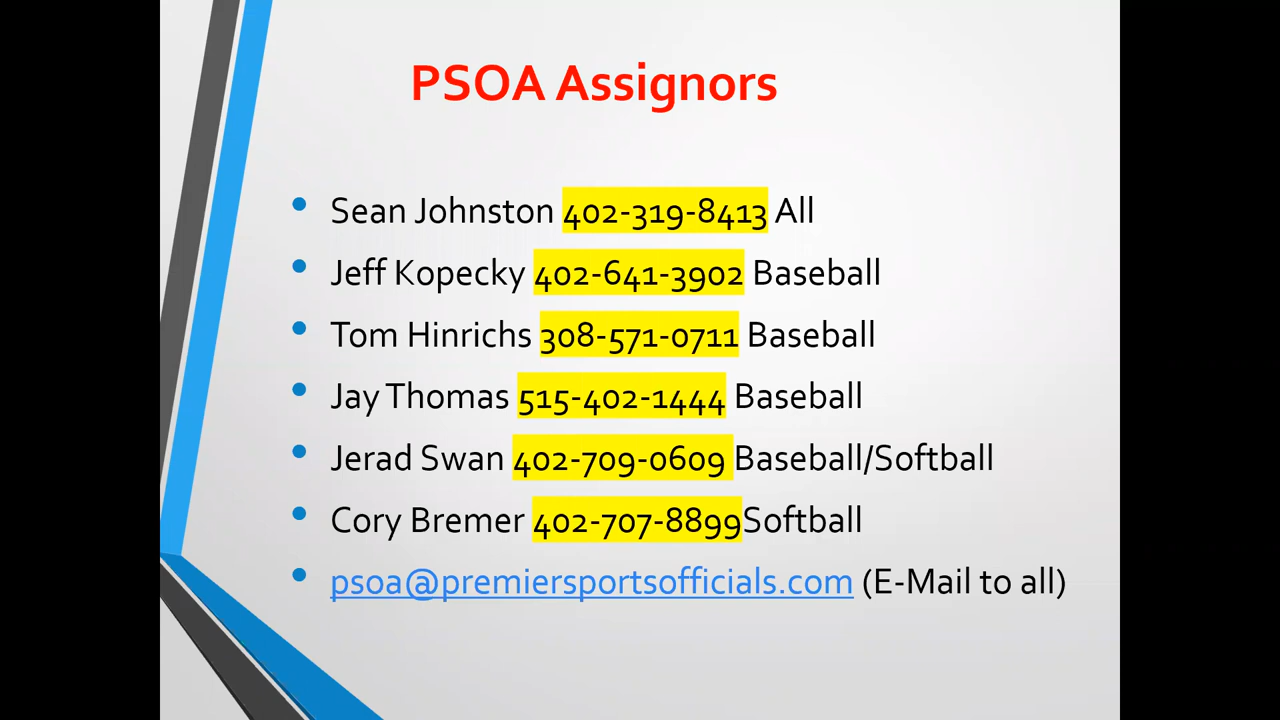 PSOA Assignors
• Sean Johnston 402-319-8413 All
• Jeff Kopecky 402-641-3902 Baseball
• Tom Hinrichs 308-571-0711 Baseball
• Jay Thomas 515-402-1444 Baseball
• Jerad Swan 402-709-0609 Baseball/Softball
• Cory Bremer 402-707-8899Softball
• psoa@premiersportsofficials.com (E-Mail to all)